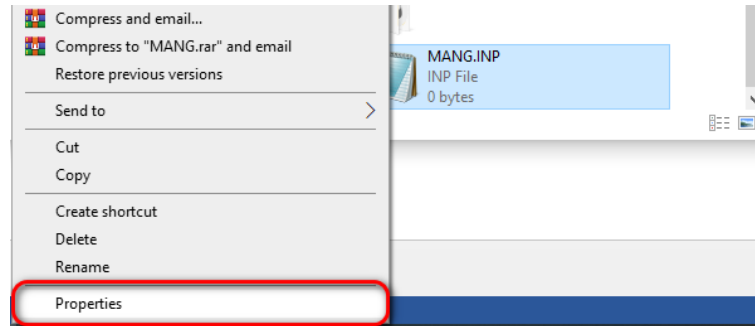 Compress and email...
Compress to "MANG.rar" and email
Restore previous versions
Send to
Cut
Copy
Create shortcut
Delete
Rename
Properties
MANG.INP
INP File
0 bytes